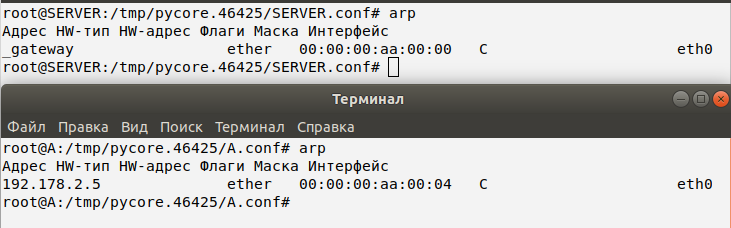 root@SERVER:/tmp/pycore.46425/SERVER.conf# arp
Адрес HW-тип HW-адрес Флаги Маска Интерфейс
_gateway ether 00:00:00:aa:00:00 C eth0
root@SERVER:/tmp/pycore.46425/SERVER.conf#
Терминал
Файл Правка Вид Поиск Терминал Справка
root@A:/tmp/pycore.46425/A.conf# arp
Адрес HW-тип HW-адрес Флаги Маска Интерфейс
192.178.2.5 ether 00:00:00:aa:00:04 C eth0
root@A:/tmp/pycore.46425/A.conf#